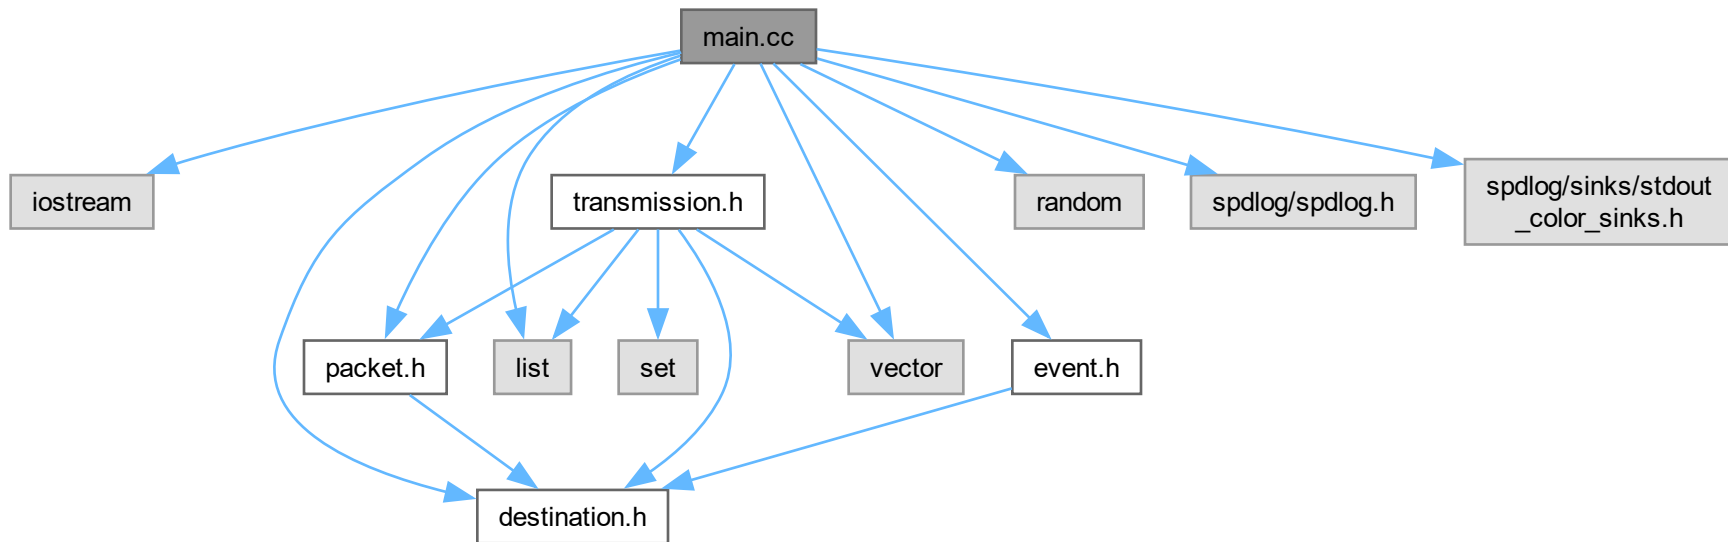 main.cc
iostream
transmission.h
random
spdlog/spdlog.h
spdlog/sinks/stdout
_color_sinks.h
packet.h
list
set
vector
event.h
destination.h